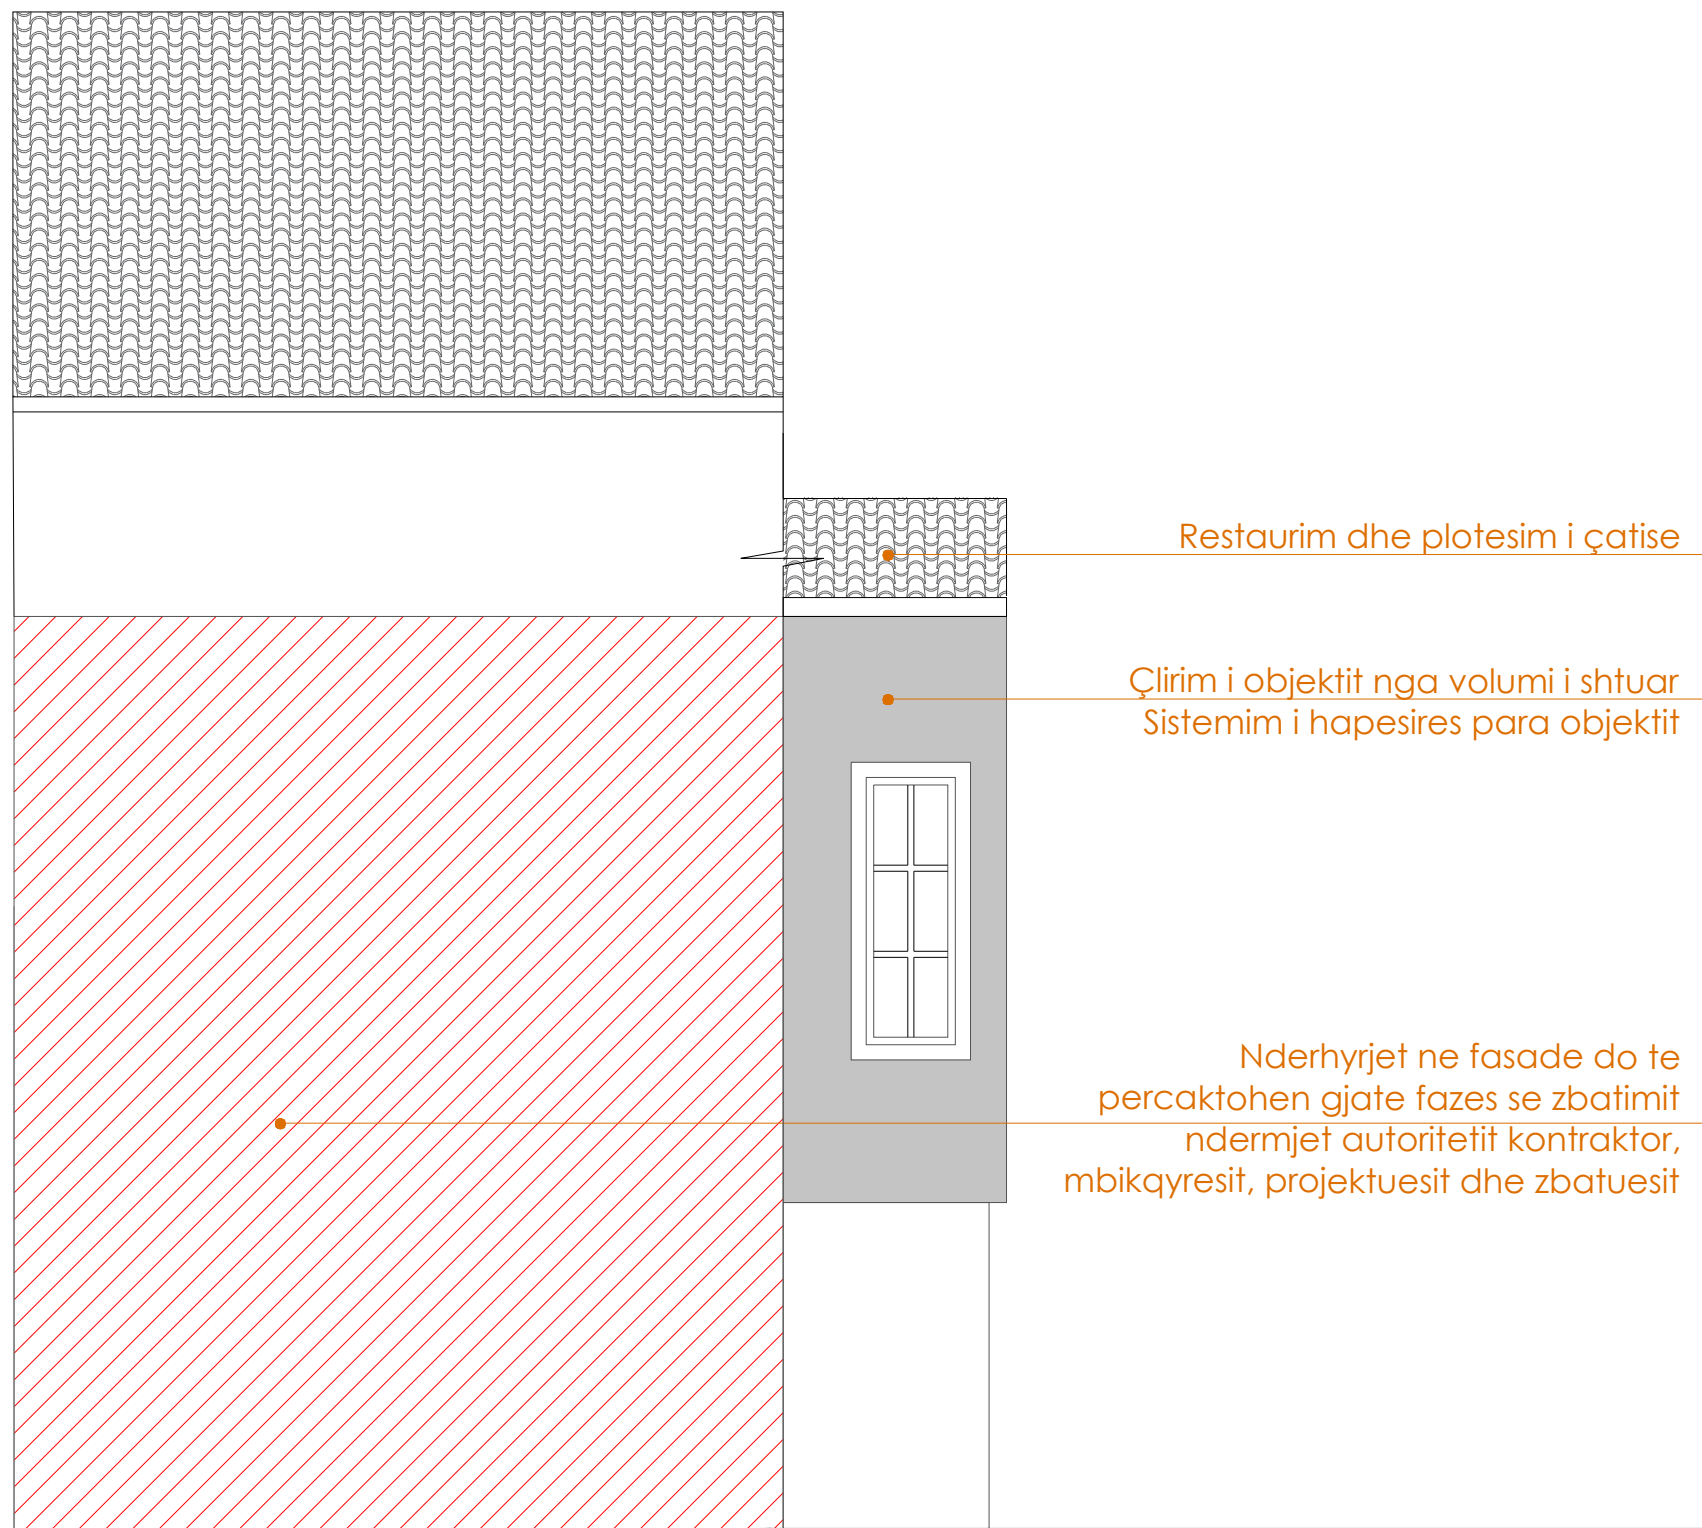 Restaurim dhe plotesim i çatise
Çlirim i objektit nga volumi i shtuar
Sistemim i hapesires para objektit
Nderhyrjet ne fasade do te
percaktohen gjate fazes se zbatimit
ndermjet autoritetit kontraktor,
mbikqyresit, projektuesit dhe zbatuesit